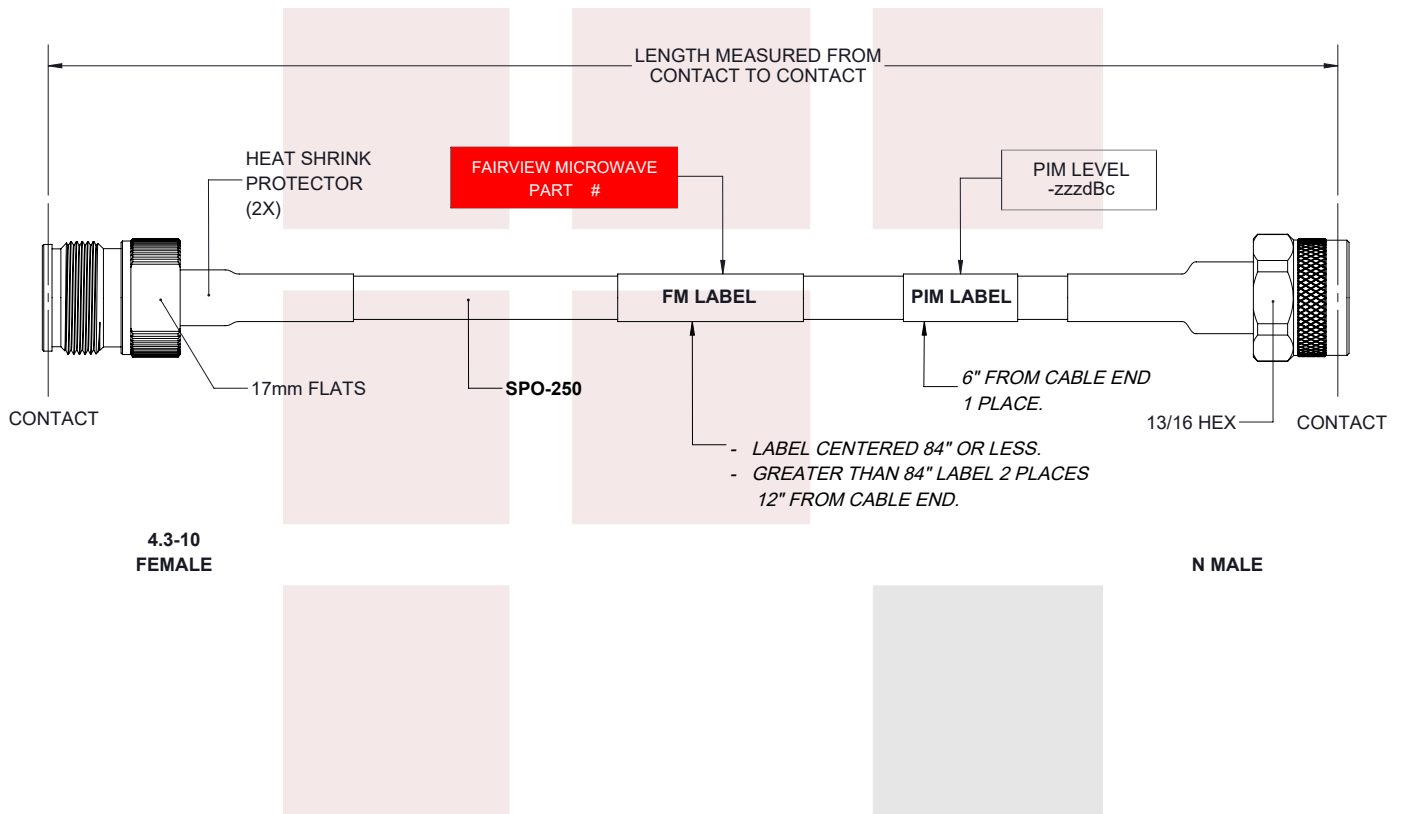 LENGTH MEASURED FROM
CONTACT TO CONTACT
HEAT SHRINK
PROTECTOR
(2X)
FAIRVIEW MICROWAVE
PART #
PIM LEVEL
-zzzdBc
FM LABEL
PIM LABEL
17mm FLATS
SPO-250
6" FROM CABLE END
1 PLACE.
CONTACT
13/16 HEX
CONTACT
- LABEL CENTERED 84" OR LESS.
- GREATER THAN 84" LABEL 2 PLACES
12" FROM CABLE END.
4.3-10
FEMALE
N MALE